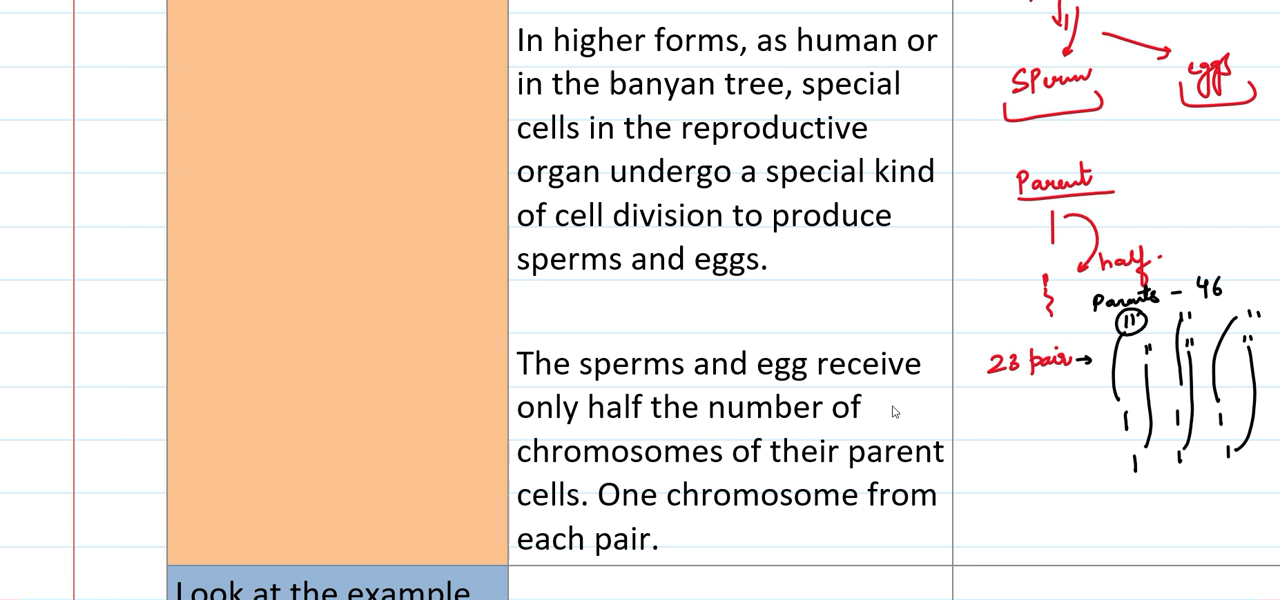 In higher forms, as human or
in the banyan tree, special
cells in the reproductive
organ undergo a special kind
of cell division to produce
sperms and eggs.
The sperms and egg receive
only half the number of
chromosomes of their parent
cells. One chromosome from
each pair.
Look at the example
Sperm
eggs
Parent
half.
Parents - 46
23 pair